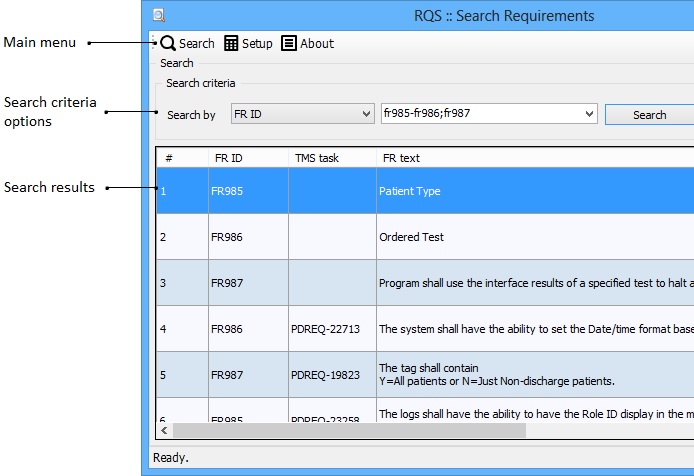 RQS :: Search Requirements
Main menu
Search Setup About
Search
Search criteria
Search criteria
options
Search by FR ID fr985-fr986;fr987 Search
# FR ID TMS task FR text
Search results
1 FR985 Patient Type
2 FR986 Ordered Test
3 FR987 Program shall use the interface results of a specified test to halt a
4 FR986 PDREQ-22713 The system shall have the ability to set the Date/time format base
5 FR987 PDREQ-19823 The tag shall contain
Y=All patients or N=Just Non-discharge patients.
6 FR985 PDREQ-23258 The logs shall have the ability to have the Role ID display in the m
Ready.